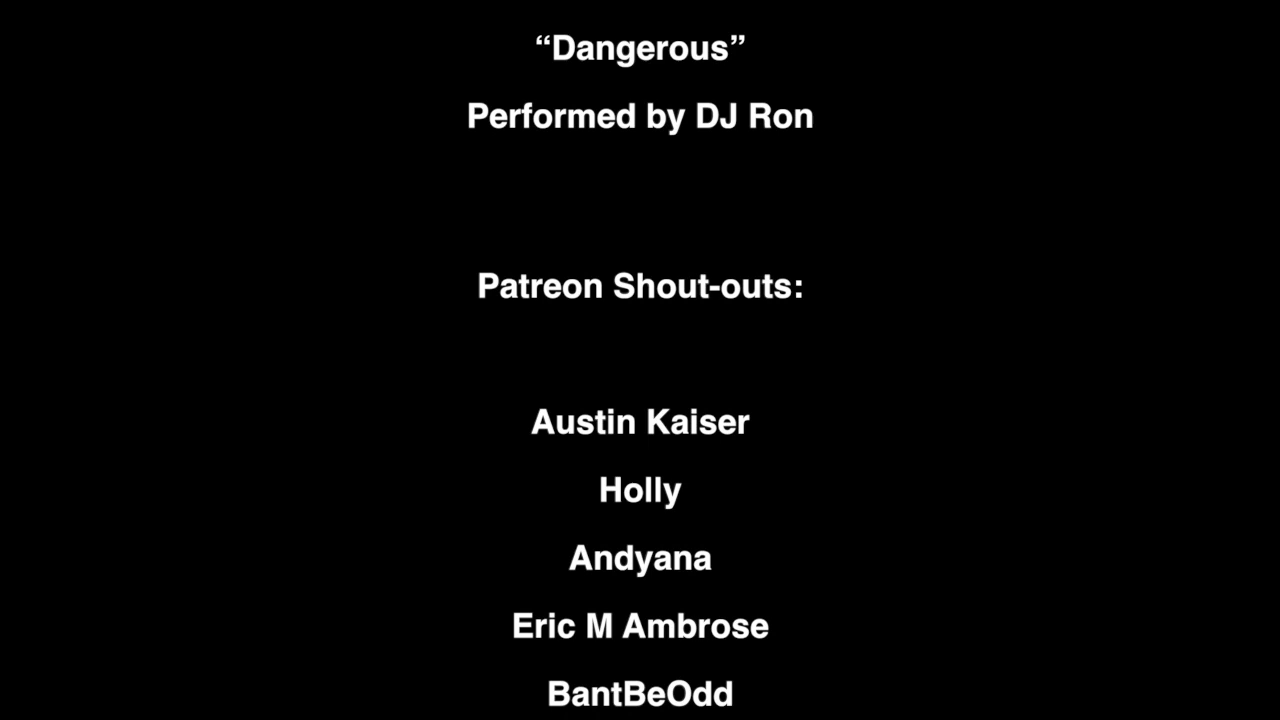 “Dangerous”
Performed by DJ Ron
Patreon Shout-outs:
Austin Kaiser
Holly
Andyana
Eric M Ambrose
BantBeOdd